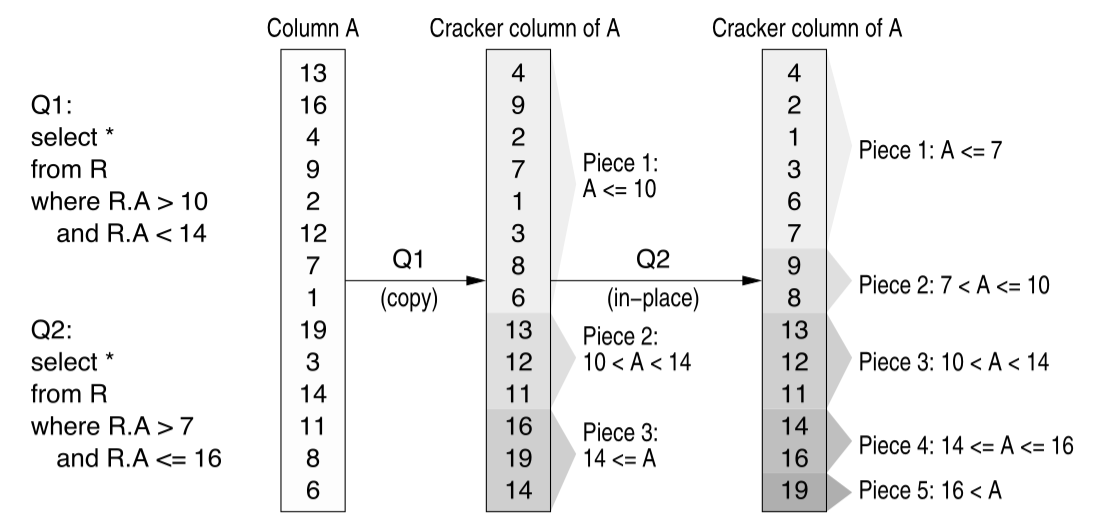 Column A
Cracker column of A
Cracker column of A
Q1:
select *
from R
where R.A > 10
and R.A < 14
Q2:
select *
from R
where R.A > 7
and R.A <= 16
13
16
4
9
2
12
7
1
19
3
14
11
8
6
Q1
(copy)
4
9
2
7
1
3
8
6
13
12
11
16
19
14
Piece 1:
A <= 10
Piece 2:
10 < A < 14
Piece 3:
14 <= A
Q2
(in-place)
4
2
1
3
6
7
9
8
13
12
11
14
16
19
Piece 1: A <= 7
Piece 2: 7 < A <= 10
Piece 3: 10 < A < 14
Piece 4: 14 <= A <= 16
Piece 5: 16 < A